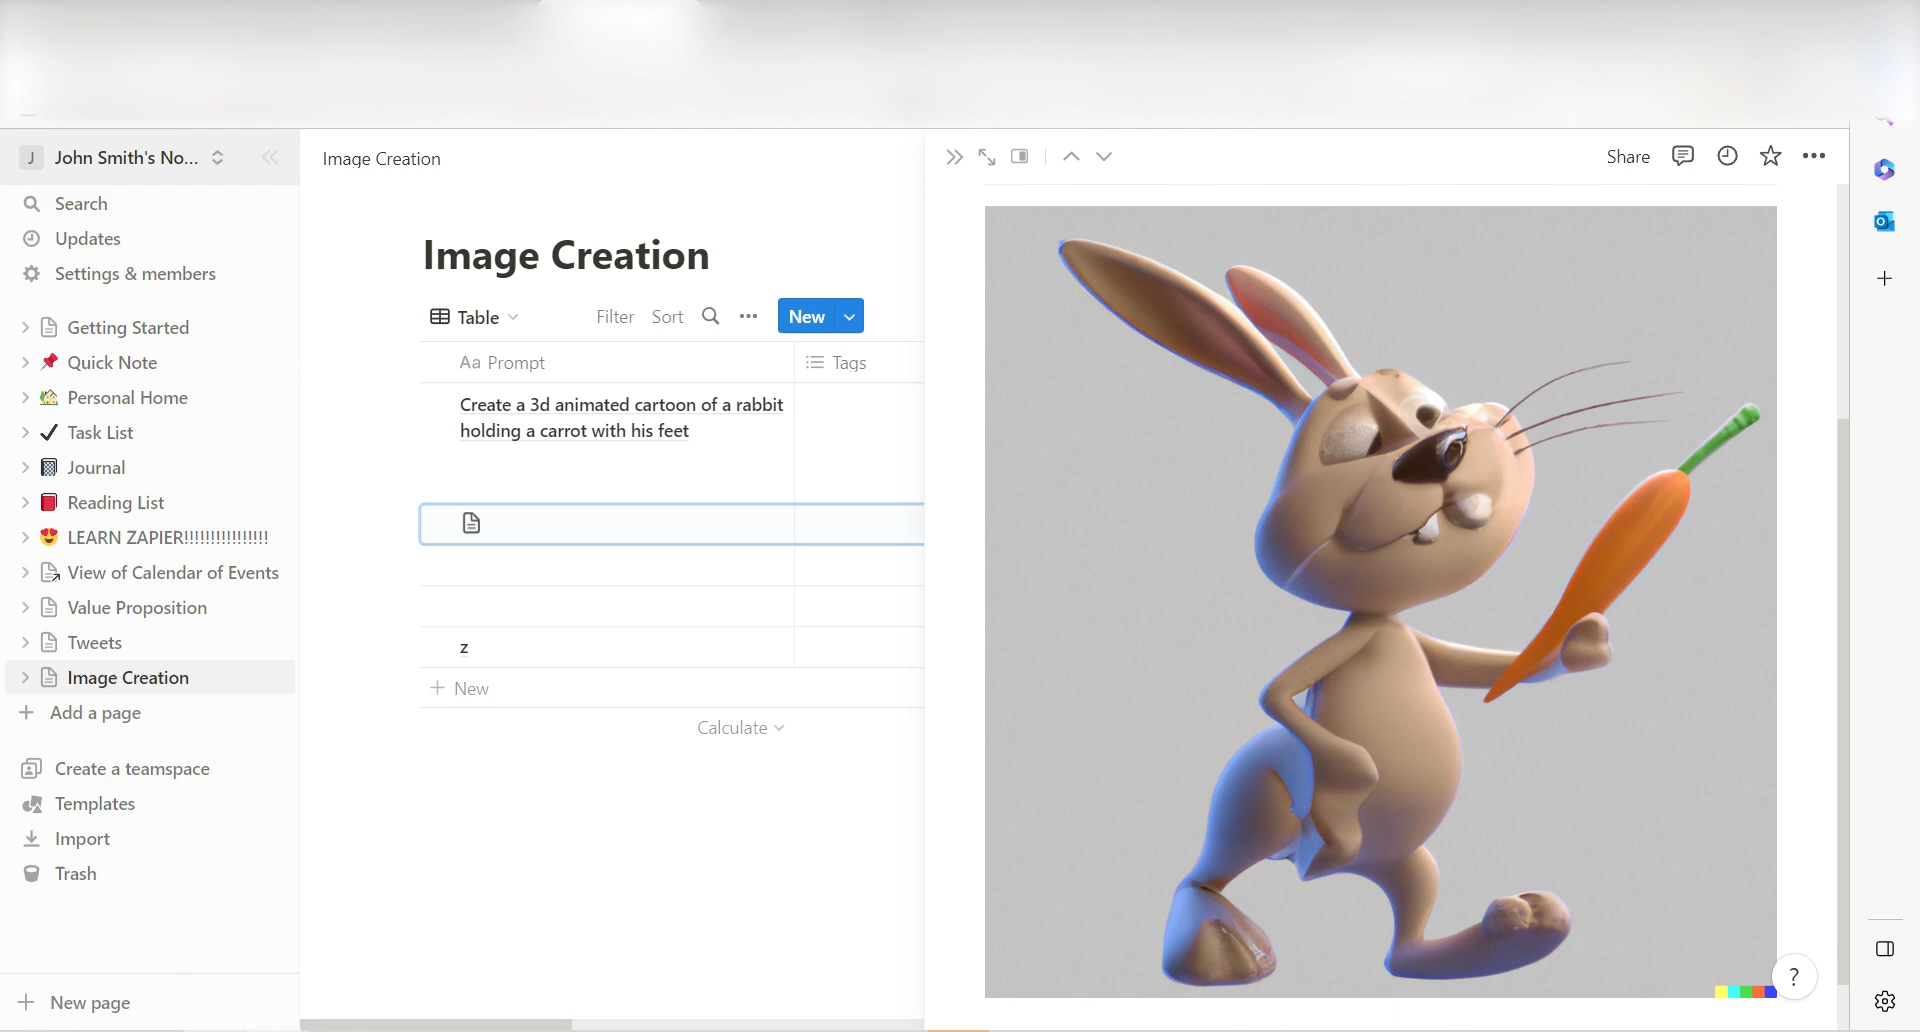 J John Smith's No...
Search
Updates
Settings & members
Getting Started
Quick Note
Personal Home
Task List
Journal
Reading List
LEARN ZAPIER!!!!!!!!!!!!!!!!
View of Calendar of Events
Value Proposition
Tweets
Image Creation
Add a page
Create a teamspace
Templates
Import
Trash
New page
Image Creation
Image Creation
Table
Filter Sort New
Aa Prompt Tags
Create a 3d animated cartoon of a rabbit
holding a carrot with his feet
z
New
Calculate
Share
?